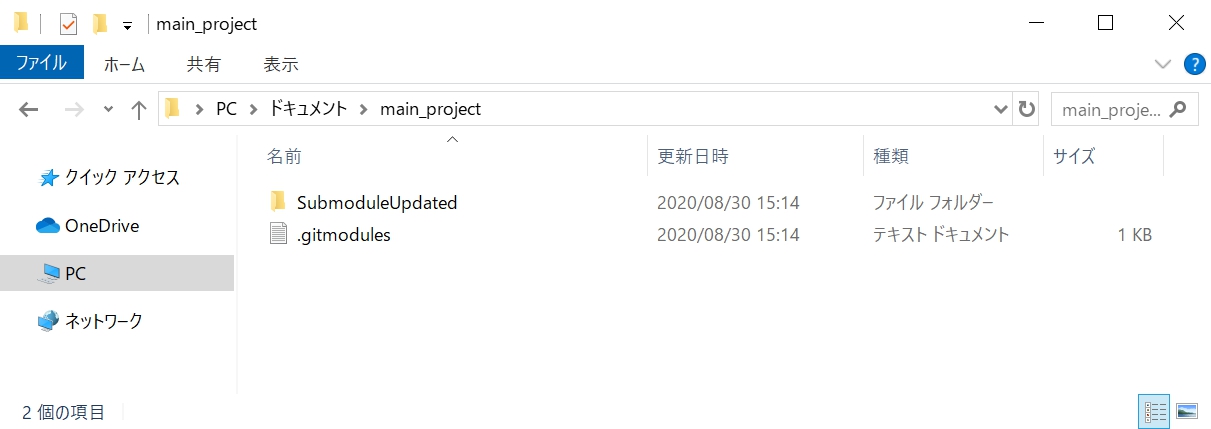 main_project
ファイル ホーム 共有 表示
PC ドキュメント main_project main_proje...
名前 更新日時 種類 サイズ
クイック アクセス
OneDrive
PC
ネットワーク
SubmoduleUpdated 2020/08/30 15:14 ファイル フォルダー
.gitmodules 2020/08/30 15:14 テキスト ドキュメント 1 KB
2 個の項目